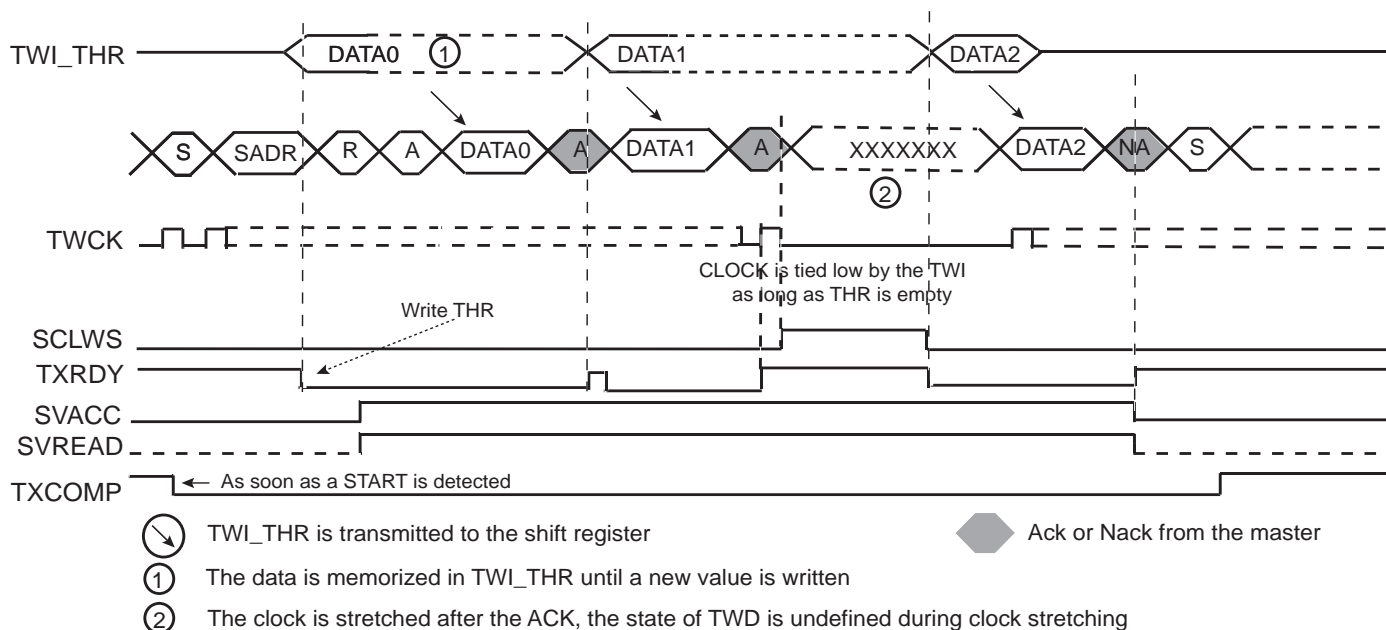 TWI_THR DATA0 1 DATA1 DATA2
S SADR R A DATA0 A DATA1 A XXXXXXX DATA2 NA S
2
TWCK
CLOCK is tied low by the TWI
as long as THR is empty
Write THR
SCLWS
TXRDY
SVACC
SVREAD
TXCOMP As soon as a START is detected
TWI_THR is transmitted to the shift register Ack or Nack from the master
1 The data is memorized in TWI_THR until a new value is written
2 The clock is stretched after the ACK, the state of TWD is undefined during clock stretching